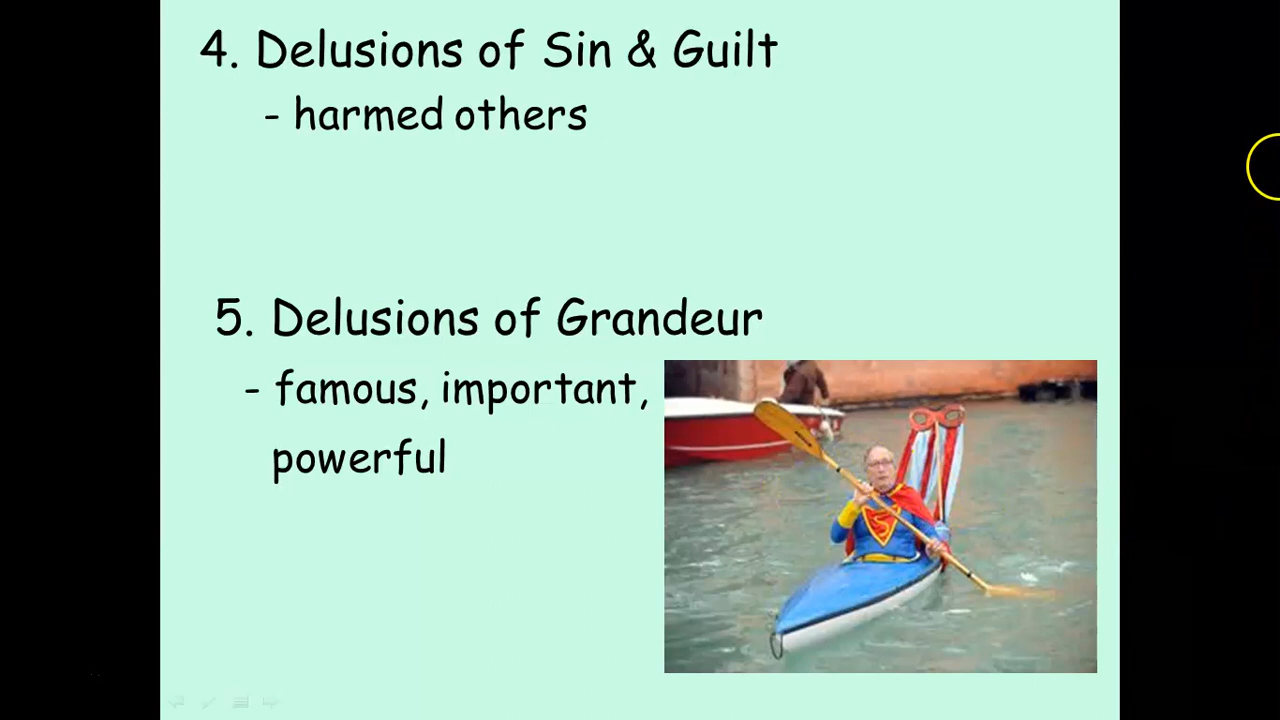 4. Delusions of Sin & Guilt
- harmed others
5. Delusions of Grandeur
- famous, important,
powerful
S